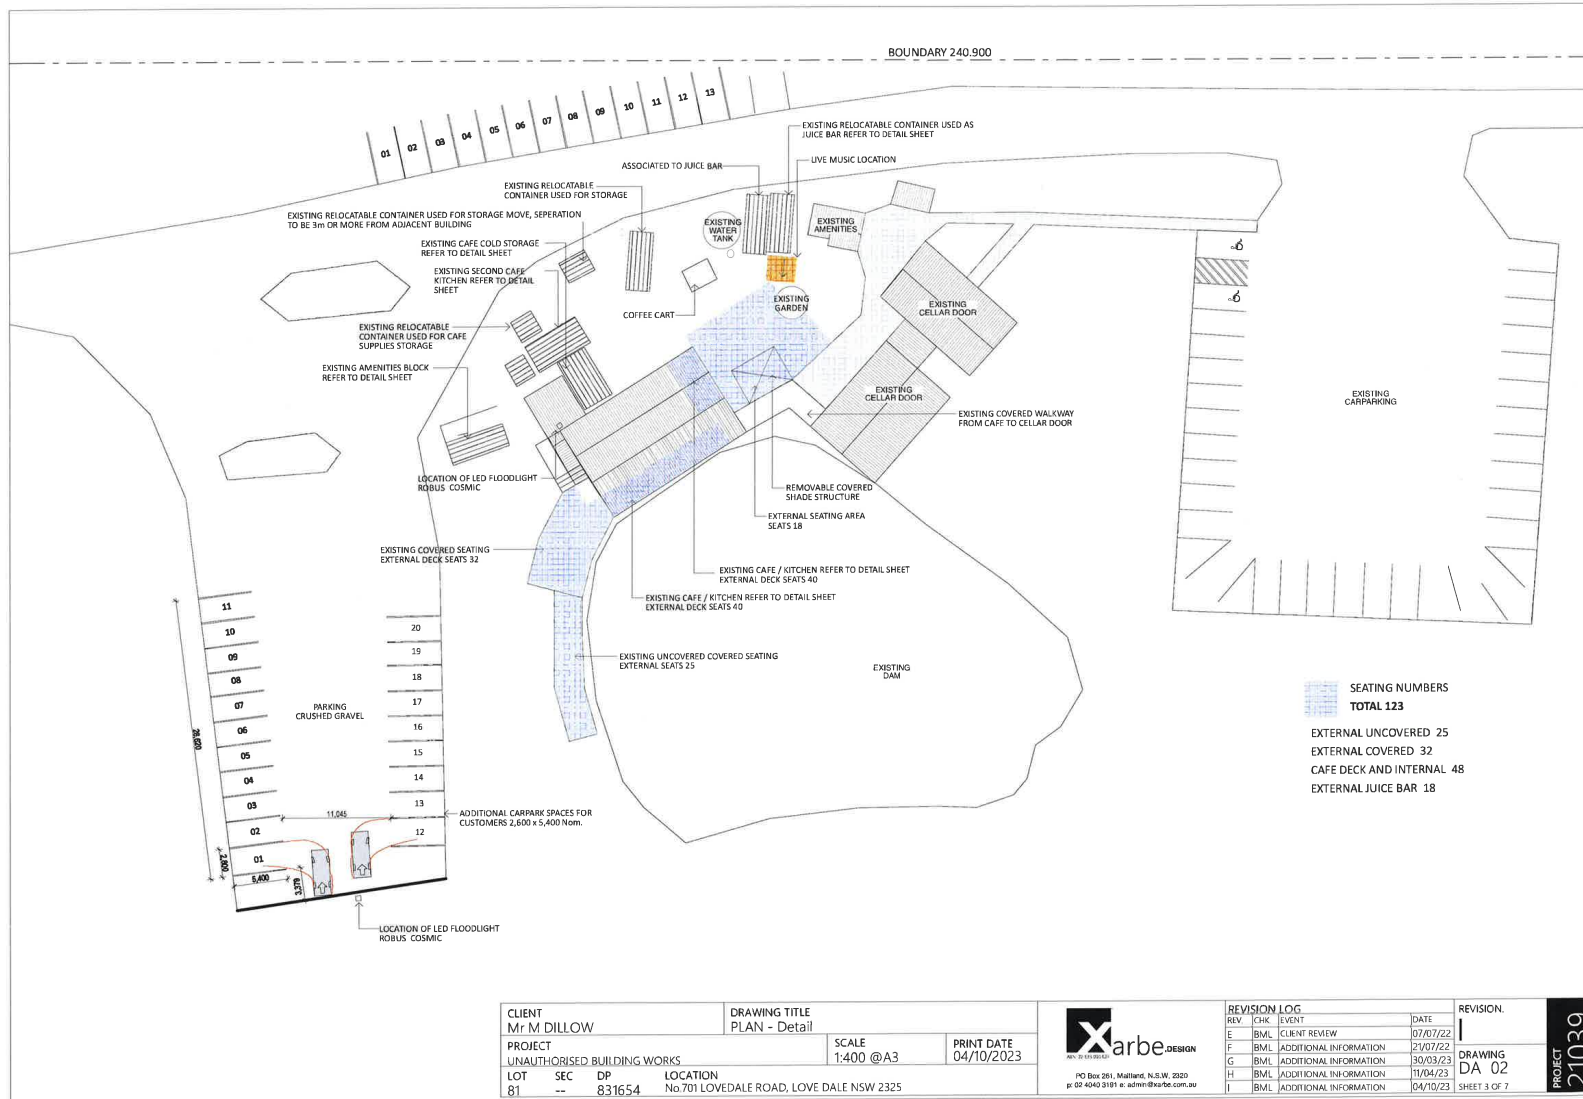 BOUNDARY 240.900
01 02 03 04 05 06 07 08 09 10 11 12 13
EXISTING RELOCATABLE CONTAINER USED AS
JUICE BAR REFER TO DETAIL SHEET
LIVE MUSIC LOCATION
ASSOCIATED TO JUICE BAR
EXISTING RELOCATABLE
CONTAINER USED FOR STORAGE
EXISTING RELOCATABLE CONTAINER USED FOR STORAGE MOVE, SEPERATION
TO BE 3m OR MORE FROM ADJACENT BUILDING
EXISTING
WATER
TANK
EXISTING
AMENITIES
EXISTING CAFE COLD STORAGE
REFER TO DETAIL SHEET
EXISTING SECOND CAFE
KITCHEN REFER TO DETAIL
SHEET
EXISTING
GARDEN
COFFEE CART
EXISTING
CELLAR DOOR
EXISTING RELOCATABLE
CONTAINER USED FOR CAFE
SUPPLIES STORAGE
EXISTING AMENITIES BLOCK
REFER TO DETAIL SHEET
EXISTING
CELLAR DOOR
EXISTING
CARPARKING
EXISTING COVERED WALKWAY
FROM CAFE TO CELLAR DOOR
LOCATION OF LED FLOODLIGHT
ROBUS COSMIC
REMOVABLE COVERED
SHADE STRUCTURE
EXTERNAL SEATING AREA
SEATS 18
EXISTING COVERED SEATING
EXTERNAL DECK SEATS 32
EXISTING CAFE / KITCHEN REFER TO DETAIL SHEET
EXTERNAL DECK SEATS 40
EXISTING CAFE / KITCHEN REFER TO DETAIL SHEET
EXTERNAL DECK SEATS 40
EXISTING UNCOVERED COVERED SEATING
EXTERNAL SEATS 25
EXISTING
DAM
11
10
09
08
07
06
05
04
03
02
01
20
19
18
17
16
15
14
13
12
PARKING
CRUSHED GRAVEL
11,045
2,600
5,400
3,379
ADDITIONAL CARPARK SPACES FOR
CUSTOMERS 2,600 x 5,400 Nom.
LOCATION OF LED FLOODLIGHT
ROBUS COSMIC
SEATING NUMBERS
TOTAL 123
EXTERNAL UNCOVERED 25
EXTERNAL COVERED 32
CAFE DECK AND INTERNAL 48
EXTERNAL JUICE BAR 18
CLIENT
Mr M DILLOW
DRAWING TITLE
PLAN - Detail
PROJECT
UNAUTHORISED BUILDING WORKS
SCALE
1:400 @A3
PRINT DATE
04/10/2023
LOT SEC DP LOCATION
81 -- 831654 No.701 LOVEDALE ROAD, LOVE DALE NSW 2325
Xarbe.DESIGN
PO Box 261, Maitland, N.S.W, 2320
p: 02 4040 3191 e: admin@xarbe.com.au
REVISION LOG
REV. CHK. EVENT DATE
E BML CLIENT REVIEW 07/07/22
F BML ADDITIONAL INFORMATION 21/07/22
G BML ADDITIONAL INFORMATION 30/03/23
H BML ADDITIONAL INFORMATION 11/04/23
I BML ADDITIONAL INFORMATION 04/10/23
REVISION.
I
DRAWING
DA 02
SHEET 3 OF 7
PROJECT
21039